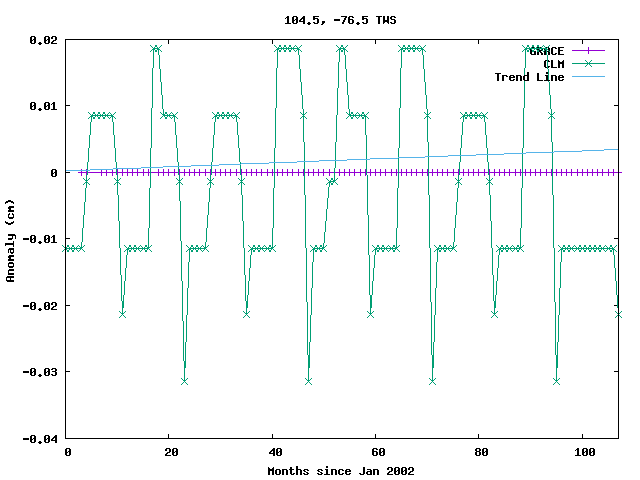 104.5, -76.5 TWS
GRACE
CLM
Trend Line
0.02
0.01
0
-0.01
-0.02
-0.03
-0.04
Anomaly (cm)
0 20 40 60 80 100
Months since Jan 2002